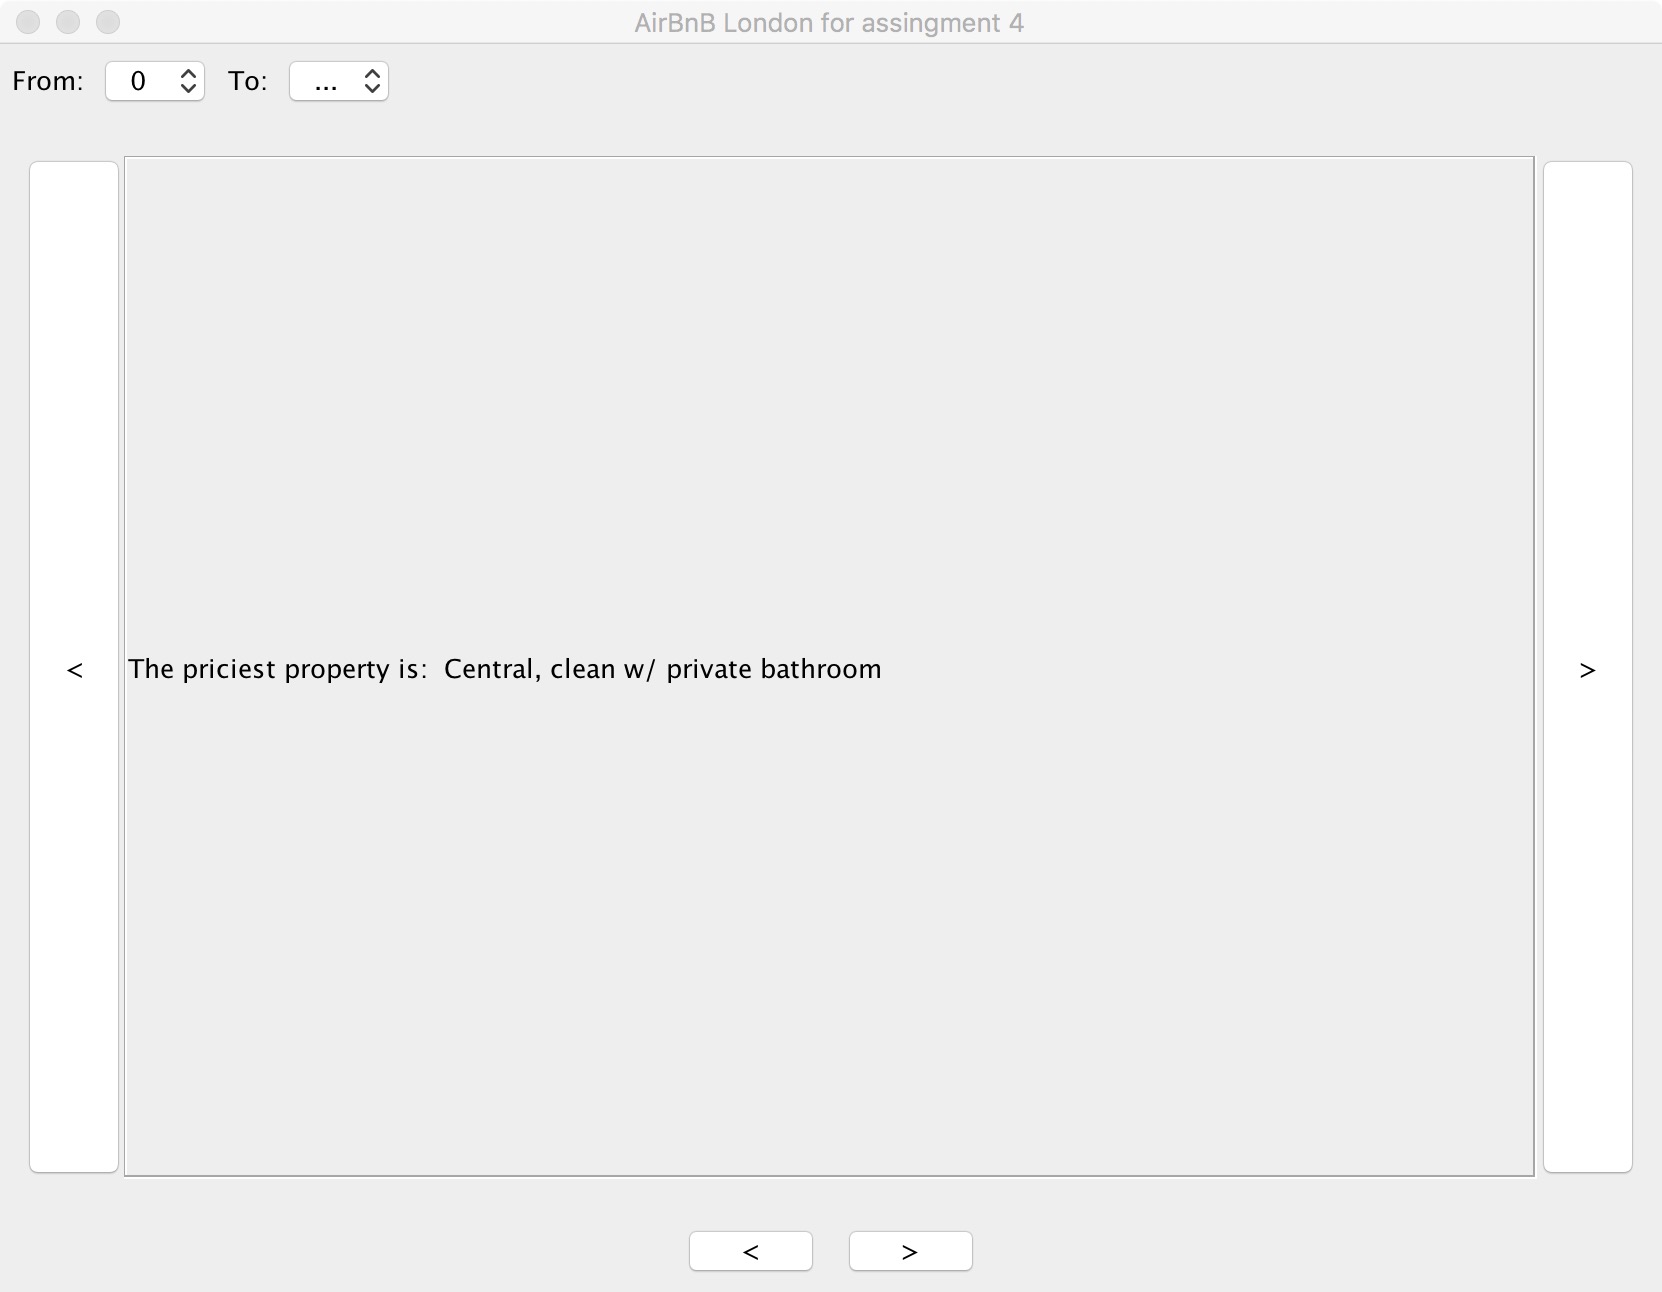 AirBnB London for assingment 4
From: 0 To: ...
< The priciest property is: Central, clean w/ private bathroom >
< >